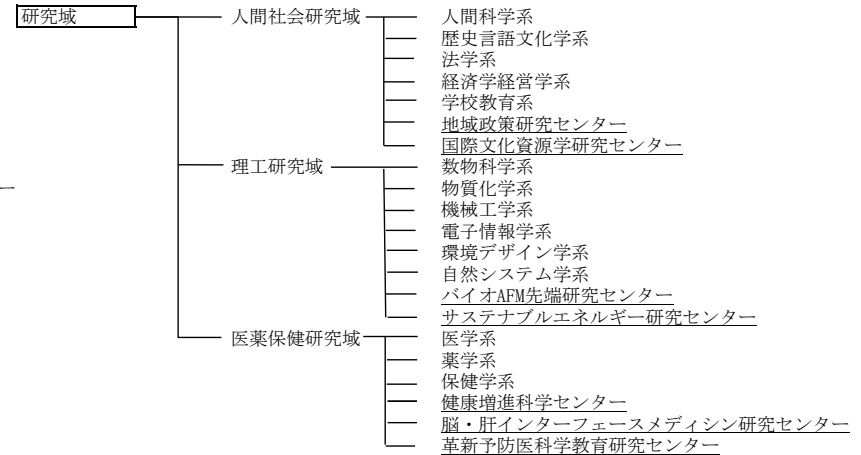 研究域 人間社会研究域 人間科学系
歴史言語文化学系
法学系
経済学経営学系
学校教育系
地域政策研究センター
国際文化資源学研究センター
理工研究域 数物科学系
物質化学系
機械工学系
電子情報学系
環境デザイン学系
自然システム学系
バイオAFM先端研究センター
サステナブルエネルギー研究センター
医薬保健研究域 医学系
薬学系
保健学系
健康増進科学センター
脳・肝インターフェースメディシン研究センター
革新予防医科学教育研究センター